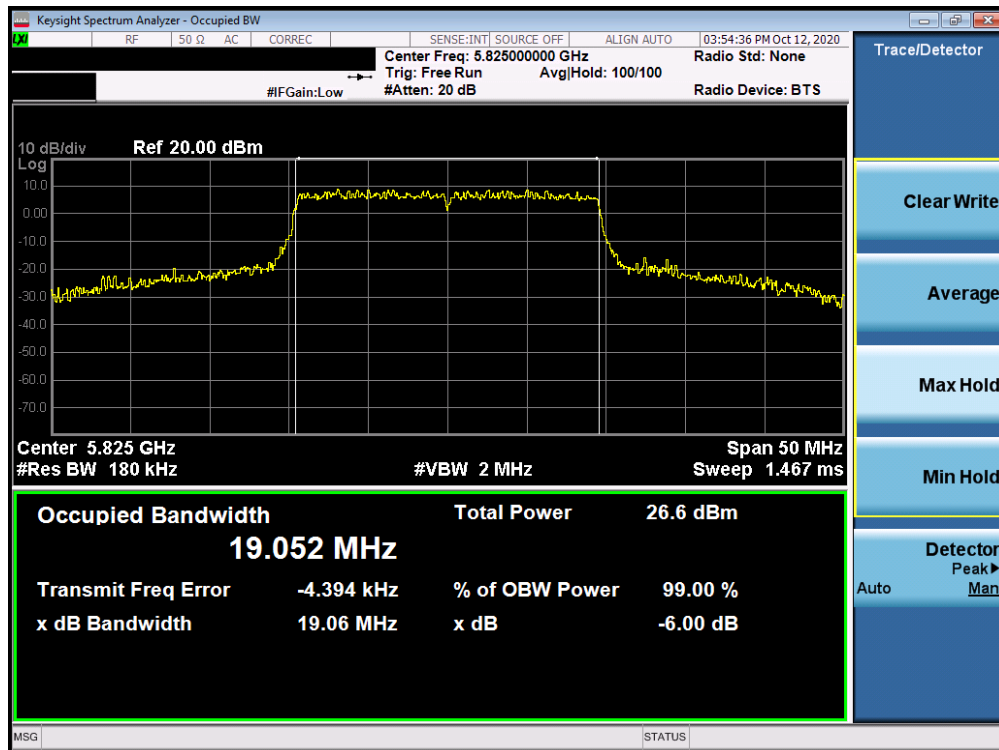 Keysight Spectrum Analyzer - Occupied BW
LXI RF 50 Ω AC CORREC SENSE:INT SOURCE OFF ALIGN AUTO 03:54:36 PM Oct 12, 2020
Center Freq: 5.825000000 GHz Radio Std: None
Trig: Free Run Avg|Hold: 100/100
#IFGain:Low #Atten: 20 dB Radio Device: BTS
Trace/Detector
10 dB/div Ref 20.00 dBm
Log
10.0
0.00
-10.0
-20.0
-30.0
-40.0
-50.0
-60.0
-70.0
Center 5.825 GHz Span 50 MHz
#Res BW 180 kHz #VBW 2 MHz Sweep 1.467 ms
Occupied Bandwidth Total Power 26.6 dBm
19.052 MHz
Transmit Freq Error -4.394 kHz % of OBW Power 99.00 %
x dB Bandwidth 19.06 MHz x dB -6.00 dB
Clear Write
Average
Max Hold
Min Hold
Detector
Peak▶
Auto Man
MSG STATUS